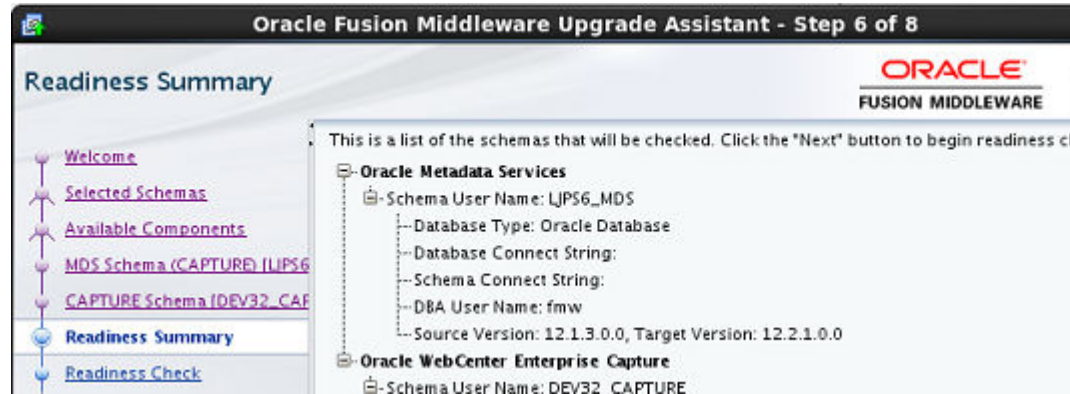 Oracle Fusion Middleware Upgrade Assistant - Step 6 of 8
Readiness Summary
ORACLE
FUSION MIDDLEWARE
Welcome
Selected Schemas
Available Components
MDS Schema (CAPTURE) [LJPS6
CAPTURE Schema [DEV32_CAP
Readiness Summary
Readiness Check
This is a list of the schemas that will be checked. Click the "Next" button to begin readiness c
Oracle Metadata Services
Schema User Name: LJPS6_MDS
Database Type: Oracle Database
Database Connect String:
Schema Connect String:
DBA User Name: fmw
Source Version: 12.1.3.0.0, Target Version: 12.2.1.0.0
Oracle WebCenter Enterprise Capture
Schema User Name: DEV32_CAPTURE